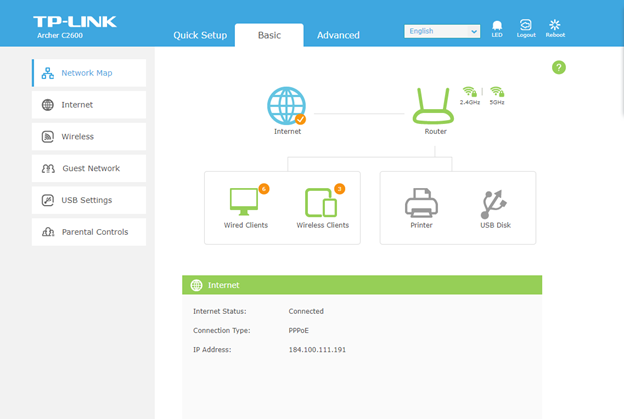 TP-LINK
Archer C2600
Quick Setup
Basic
Advanced
English
LED
Logout
Reboot
Network Map
Internet
Wireless
Guest Network
USB Settings
Parental Controls
?
Internet
Router
2.4GHz
5GHz
6
3
Wired Clients
Wireless Clients
Printer
USB Disk
Internet
Internet Status: Connected
Connection Type: PPPoE
IP Address: 184.100.111.191